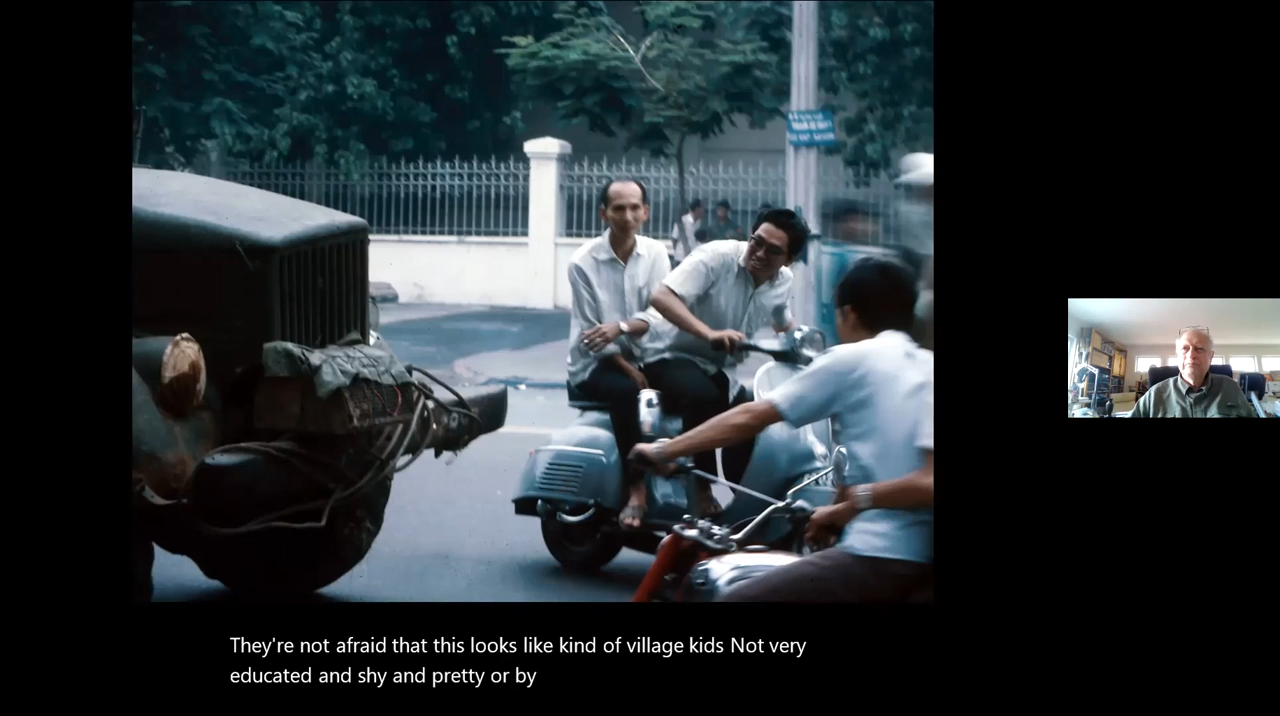 They're not afraid that this looks like kind of village kids Not very
educated and shy and pretty or by